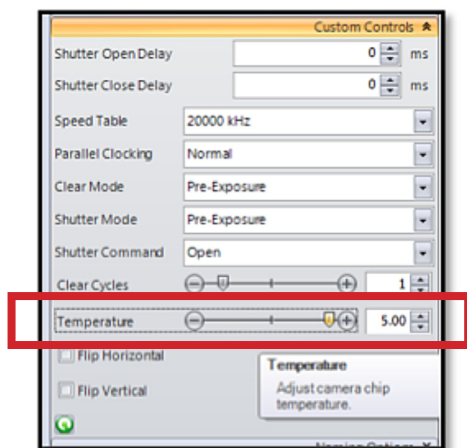 Custom Controls
Shutter Open Delay 0 ms
Shutter Close Delay 0 ms
Speed Table 20000 kHz
Parallel Clocking Normal
Clear Mode Pre-Exposure
Shutter Mode Pre-Exposure
Shutter Command Open
Clear Cycles 1
Temperature 5.00
Flip Horizontal
Temperature
Adjust camera chip
temperature.
Flip Vertical
Naming Options